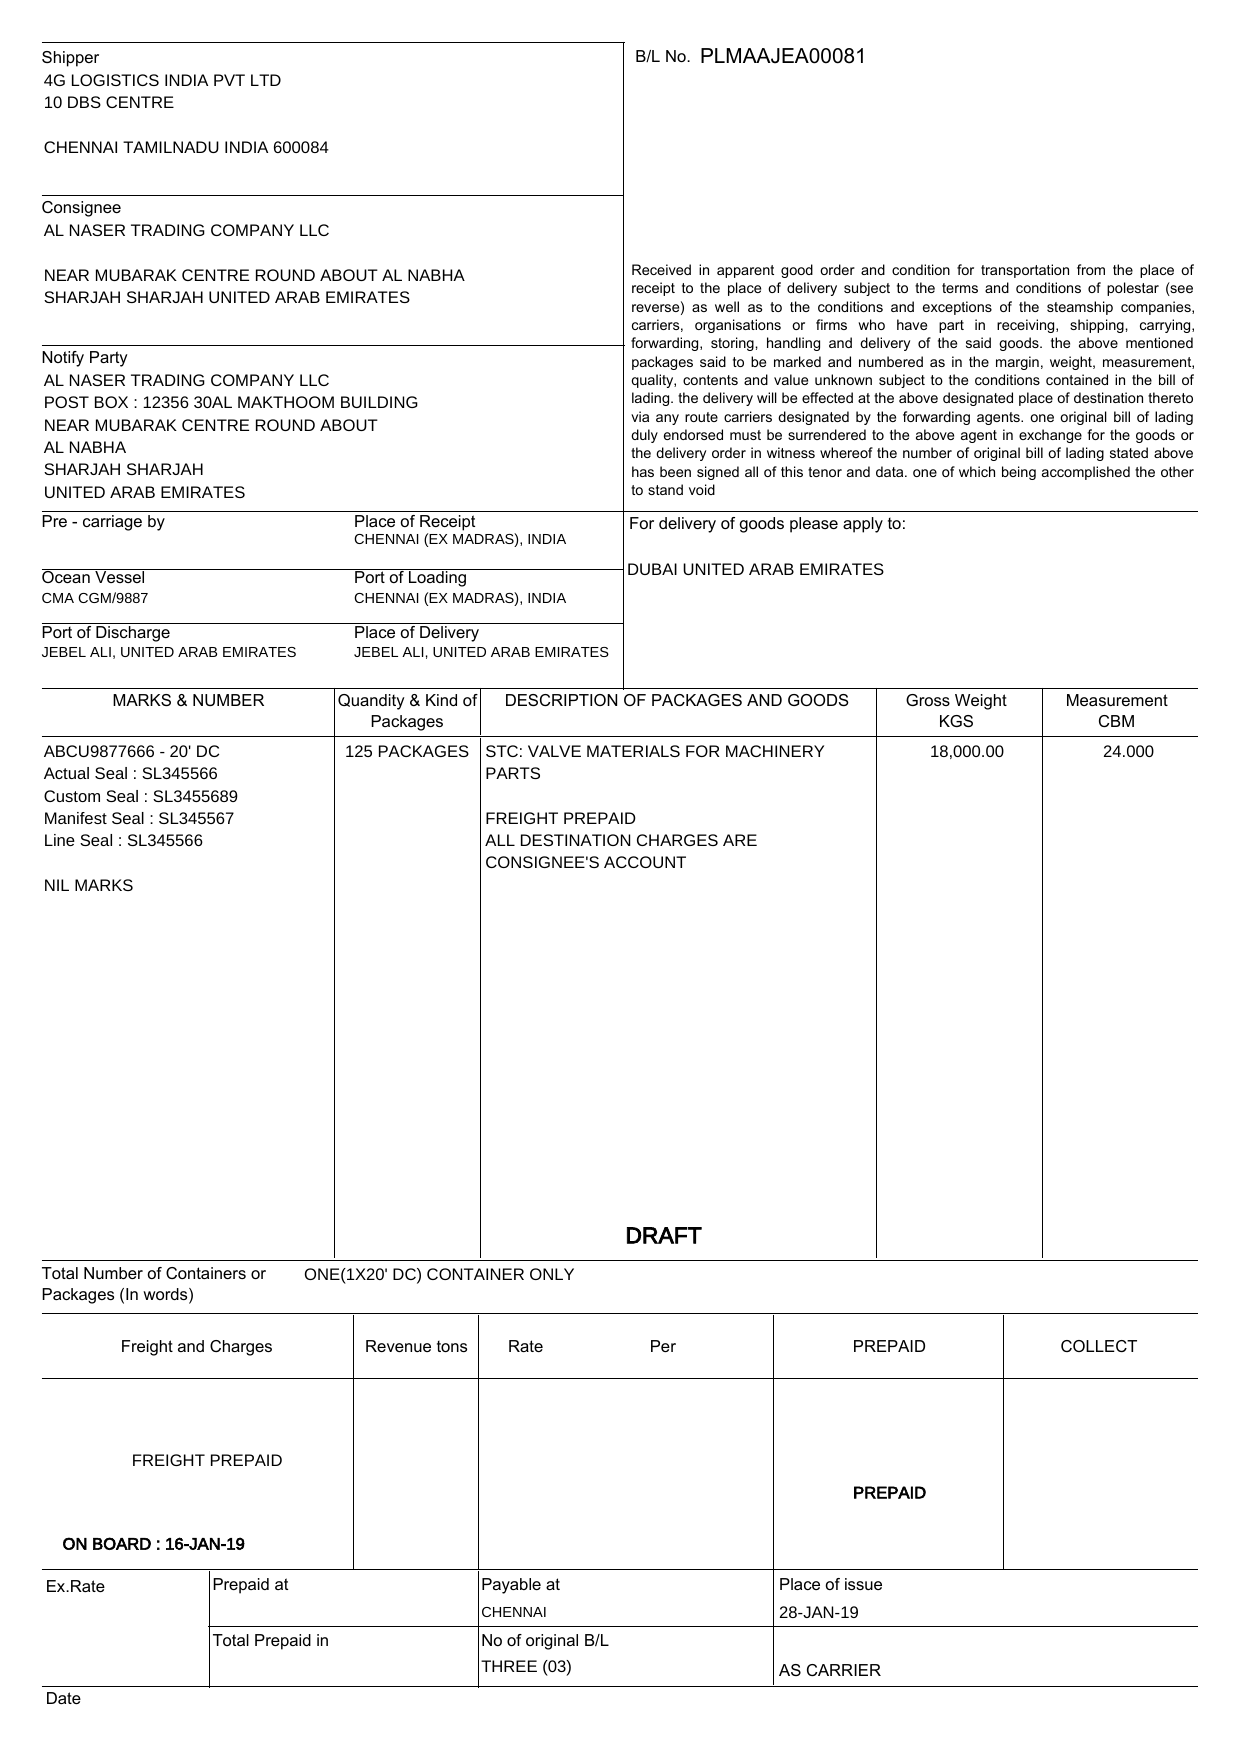 Shipper
4G LOGISTICS INDIA PVT LTD
10 DBS CENTRE
CHENNAI TAMILNADU INDIA 600084
B/L No. PLMAAJEA00081
Consignee
AL NASER TRADING COMPANY LLC
NEAR MUBARAK CENTRE ROUND ABOUT AL NABHA
SHARJAH SHARJAH UNITED ARAB EMIRATES
Notify Party
AL NASER TRADING COMPANY LLC
POST BOX : 12356 30AL MAKTHOOM BUILDING
NEAR MUBARAK CENTRE ROUND ABOUT
AL NABHA
SHARJAH SHARJAH
UNITED ARAB EMIRATES
Received in apparent good order and condition for transportation from the place of
receipt to the place of delivery subject to the terms and conditions of polestar (see
reverse) as well as to the conditions and exceptions of the steamship companies,
carriers, organisations or firms who have part in receiving, shipping, carrying,
forwarding, storing, handling and delivery of the said goods. the above mentioned
packages said to be marked and numbered as in the margin, weight, measurement,
quality, contents and value unknown subject to the conditions contained in the bill of
lading. the delivery will be effected at the above designated place of destination thereto
via any route carriers designated by the forwarding agents. one original bill of lading
duly endorsed must be surrendered to the above agent in exchange for the goods or
the delivery order in witness whereof the number of original bill of lading stated above
has been signed all of this tenor and data. one of which being accomplished the other
to stand void
Pre - carriage by
Place of Receipt
CHENNAI (EX MADRAS), INDIA
Ocean Vessel
CMA CGM/9887
Port of Loading
CHENNAI (EX MADRAS), INDIA
Port of Discharge
JEBEL ALI, UNITED ARAB EMIRATES
Place of Delivery
JEBEL ALI, UNITED ARAB EMIRATES
For delivery of goods please apply to:
DUBAI UNITED ARAB EMIRATES
MARKS & NUMBER
Quandity & Kind of
Packages
DESCRIPTION OF PACKAGES AND GOODS
Gross Weight
KGS
Measurement
CBM
ABCU9877666 - 20' DC
Actual Seal : SL345566
Custom Seal : SL3455689
Manifest Seal : SL345567
Line Seal : SL345566
NIL MARKS
125 PACKAGES
STC: VALVE MATERIALS FOR MACHINERY
PARTS
FREIGHT PREPAID
ALL DESTINATION CHARGES ARE
CONSIGNEE'S ACCOUNT
18,000.00
24.000
DRAFT
Total Number of Containers or
Packages (In words)
ONE(1X20' DC) CONTAINER ONLY
Freight and Charges
Revenue tons
Rate
Per
PREPAID
COLLECT
FREIGHT PREPAID
PREPAID
ON BOARD : 16-JAN-19
Ex.Rate
Prepaid at
Payable at
CHENNAI
Place of issue
28-JAN-19
Total Prepaid in
No of original B/L
THREE (03)
AS CARRIER
Date